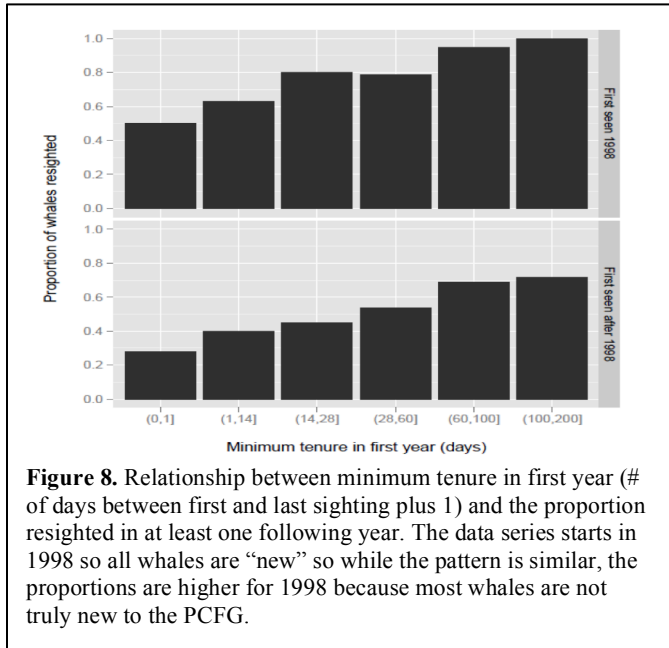 1.0
0.8
0.6
0.4
0.2
0.0
First seen 1998
Proportion of whales resighted
1.0
0.8
0.6
0.4
0.2
0.0
First seen after 1998
(0,1] (1,14] (14,28] (28,60] (60,100] (100,200]
Minimum tenure in first year (days)
Figure 8. Relationship between minimum tenure in first year (#
of days between first and last sighting plus 1) and the proportion
resighted in at least one following year. The data series starts in
1998 so all whales are “new” so while the pattern is similar, the
proportions are higher for 1998 because most whales are not
truly new to the PCFG.